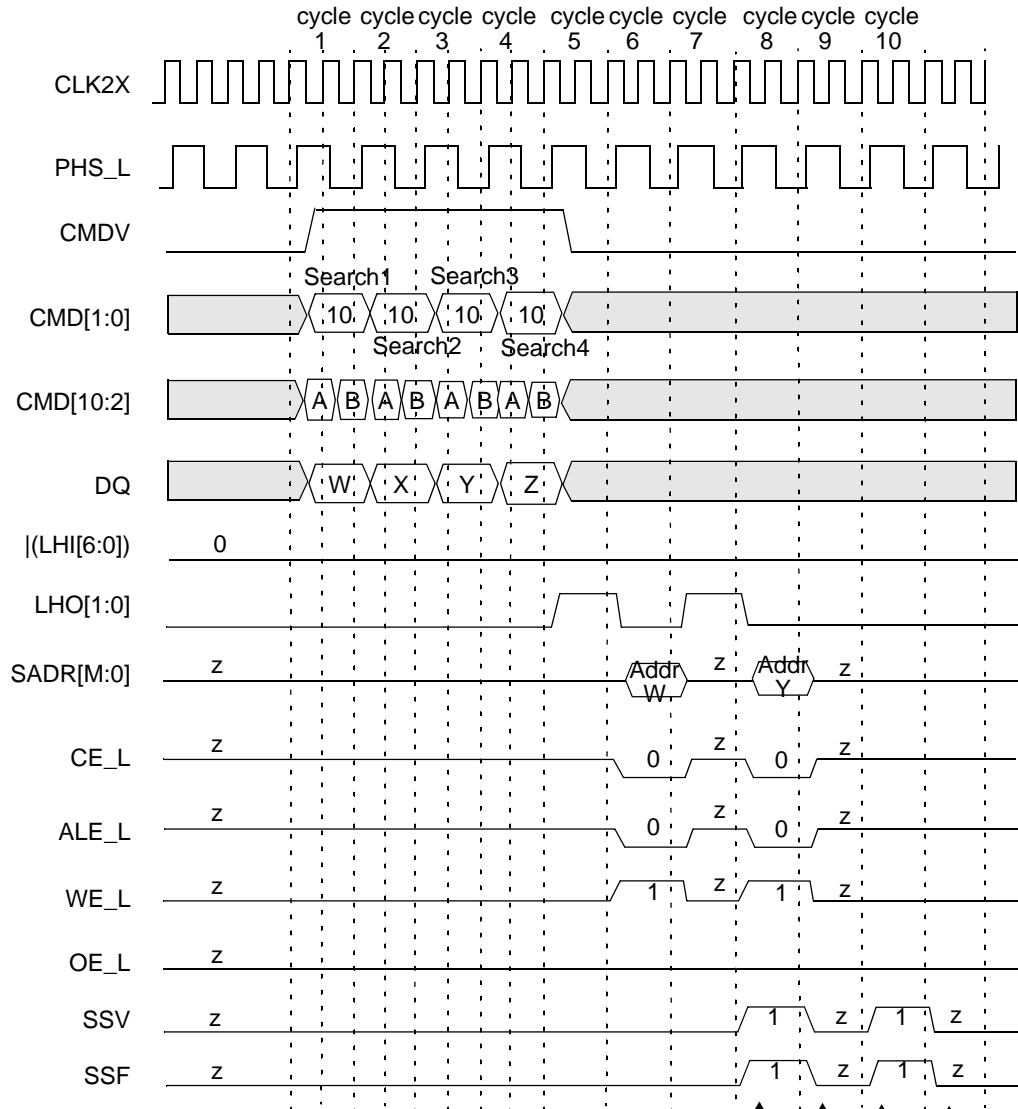 cycle cycle cycle cycle cycle cycle cycle cycle cycle cycle
1 2 3 4 5 6 7 8 9 10
CLK2X
PHS_L
CMDV
Search1 Search3
CMD[1:0] 10 10 10 10
Search2 Search4
CMD[10:2] A B A B A B A B
DQ W X Y Z
|(LHI[6:0]) 0
LHO[1:0]
SADR[M:0] z Addr W z Addr Y z
CE_L z 0 z 0 z
ALE_L z 0 z 0 z
WE_L z 1 z 1 z
OE_L z
SSV z 1 z 1 z
SSF z 1 z 1 z